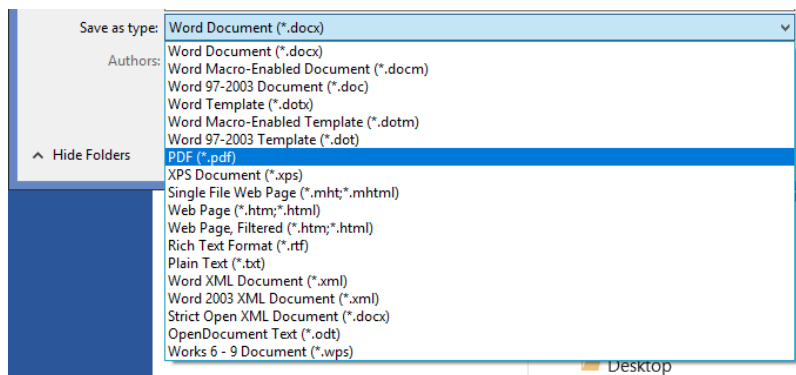 Save as type: Word Document (*.docx)
Authors:
Word Document (*.docx)
Word Macro-Enabled Document (*.docm)
Word 97-2003 Document (*.doc)
Word Template (*.dotx)
Word Macro-Enabled Template (*.dotm)
Word 97-2003 Template (*.dot)
Hide Folders
PDF (*.pdf)
XPS Document (*.xps)
Single File Web Page (*.mht;*.mhtml)
Web Page (*.htm;*.html)
Web Page, Filtered (*.htm;*.html)
Rich Text Format (*.rtf)
Plain Text (*.txt)
Word XML Document (*.xml)
Word 2003 XML Document (*.xml)
Strict Open XML Document (*.docx)
OpenDocument Text (*.odt)
Works 6 - 9 Document (*.wps)
Desktop